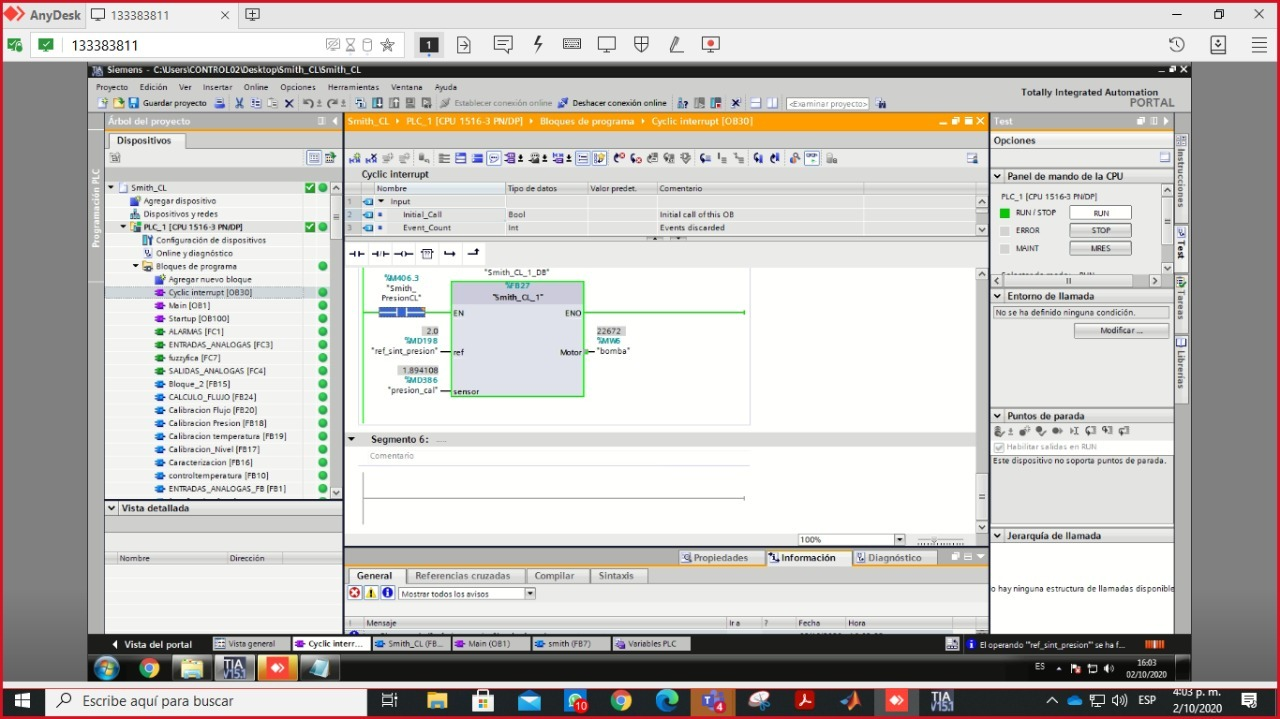 AnyDesk
133383811
133383811
1
Siemens - C:\Users\CONTROL02\Desktop\Smith_CL\Smith_CL
Proyecto Edición Ver Insertar Online Opciones Herramientas Ventana Ayuda
Guardar proyecto
Establecer conexión online
Deshacer conexión online
<Examinar proyecto>
Totally Integrated Automation
PORTAL
Árbol del proyecto
Smith_CL PLC_1 [CPU 1516-3 PN/DP] Bloques de programa Cyclic interrupt [OB30]
Test
Dispositivos
Opciones
Programación PLC
Smith_CL
Agregar dispositivo
Dispositivos y redes
PLC_1 [CPU 1516-3 PN/DP]
Configuración de dispositivos
Online y diagnóstico
Bloques de programa
Agregar nuevo bloque
Cyclic interrupt [OB30]
Main [OB1]
Startup [OB100]
ALARMAS [FC1]
ENTRADAS_ANALOGAS [FC3]
fuzzyfica [FC7]
SALIDAS_ANALOGAS [FC4]
Bloque_2 [FB15]
CALCULO_FLUJO [FB24]
Calibracion Flujo [FB20]
Calibracion Presion [FB18]
Calibracion temperatura [FB19]
Calibracion_Nivel [FB17]
Caracterizacion [FB16]
controltemperatura [FB10]
ENTRADAS_ANALOGAS_FB [FB1]
Vista detallada
Nombre Dirección
Cyclic interrupt
Nombre Tipo de datos Valor predet. Comentario
1 Input
2 Initial_Call Bool Initial call of this OB
3 Event_Count Int Events discarded
%M406.3
"Smith_
PresionCL"
"Smith_CL_1_DB"
%FB27
"Smith_CL_1"
EN ENO
2.0
%MD198
"ref_sint_presion" ref
22672
%MW6
Motor "bomba"
1.894108
%MD386
"presion_cal" sensor
Segmento 6:
Comentario
100%
Propiedades Información Diagnóstico
General Referencias cruzadas Compilar Sintaxis
Mostrar todos los avisos
! Mensaje Ir a ? Fecha Hora
Panel de mando de la CPU
PLC_1 [CPU 1516-3 PN/DP]
RUN / STOP RUN
ERROR STOP
MAINT MRES
Entorno de llamada
No se ha definido ninguna condición.
Modificar ...
Puntos de parada
Habilitar salidas en RUN
Este dispositivo no soporta puntos de parada.
Jerarquía de llamada
o hay ninguna estructura de llamadas disponible
Instrucciones
Test
Tareas
Librerías
Vista del portal
Vista general
Cyclic interr...
Smith_CL (FB...
Main (OB1)
smith (FB7)
Variables PLC
El operando '"ref_sint_presion" se ha f...
TIA
V15.1
ES
16:03
02/10/2020
Escribe aquí para buscar
10
4
TIA
V15.1
ESP
4:03 p. m.
2/10/2020